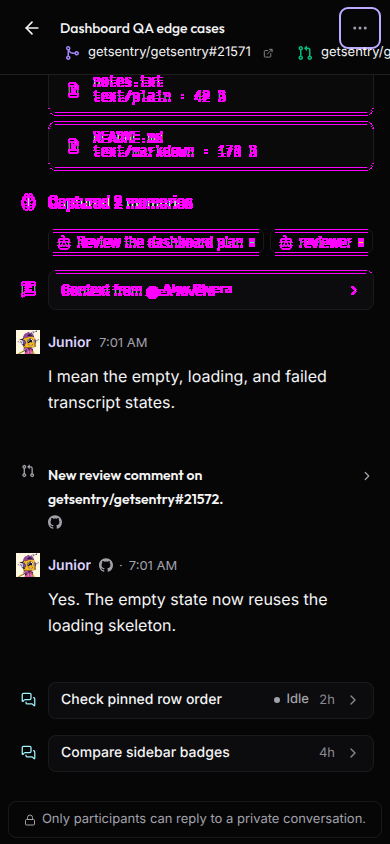 Dashboard QA edge cases
getsentry/getsentry#21571
getsentry/g
notes.txt
text/plain · 42 B
README.md
text/markdown · 178 B
Captured 2 memories
Review the dashboard plan
reviewer
Context from
Junior 7:01 AM
I mean the empty, loading, and failed
transcript states.
New review comment on
getsentry/getsentry#21572.
Junior · 7:01 AM
Yes. The empty state now reuses the
loading skeleton.
Check pinned row order
Idle 2h
Compare sidebar badges
4h
Only participants can reply to a private conversation.